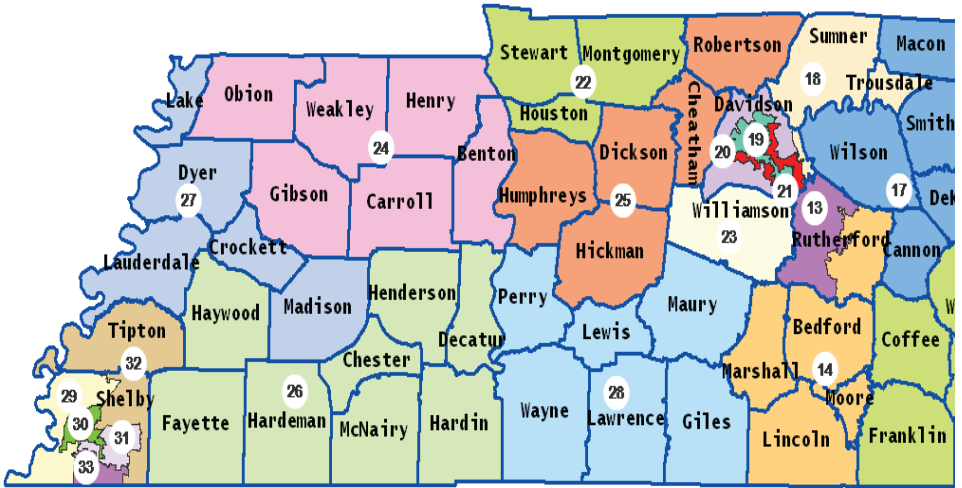 Stewart
Montgomery
Robertson
Sumner
Macon
22
18
Lake
Obion
Weakley
Henry
Houston
Cheatham
Davidson
Trousdale
Smith
24
Benton
Dickson
20
19
Wilson
Dyer
27
Gibson
Carroll
Humphreys
25
21
17
Williamson
13
23
Rutherford
Cannon
Crockett
Lauderdale
Hickman
Haywood
Madison
Henderson
Perry
Maury
Tipton
Decatur
Lewis
Bedford
Coffee
32
Chester
Marshall
14
29
Shelby
26
28
Moore
30
31
Fayette
Hardeman
McNairy
Hardin
Wayne
Lawrence
Giles
Lincoln
Franklin
33